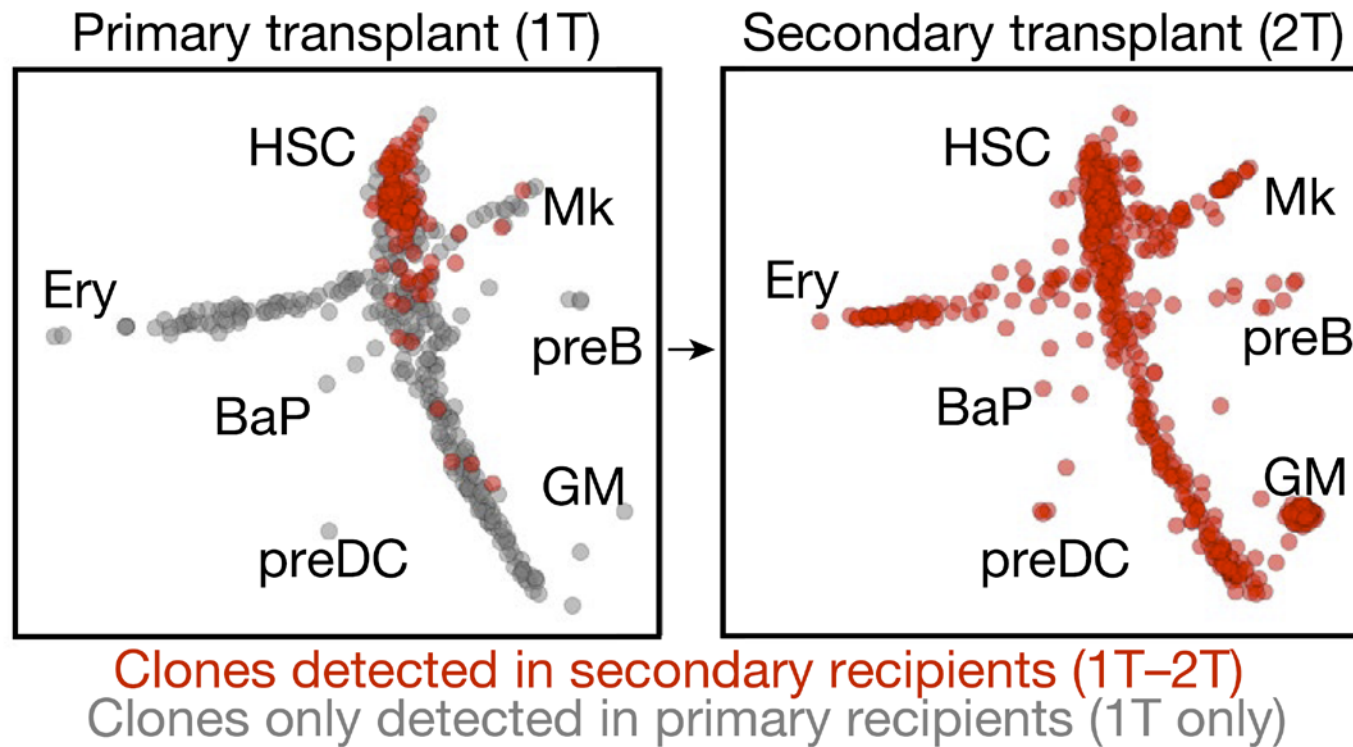 Primary transplant (1T)
Secondary transplant (2T)
HSC
Mk
Ery
preB
BaP
GM
preDC
HSC
Mk
Ery
preB
BaP
GM
preDC
Clones detected in secondary recipients (1T–2T)
Clones only detected in primary recipients (1T only)